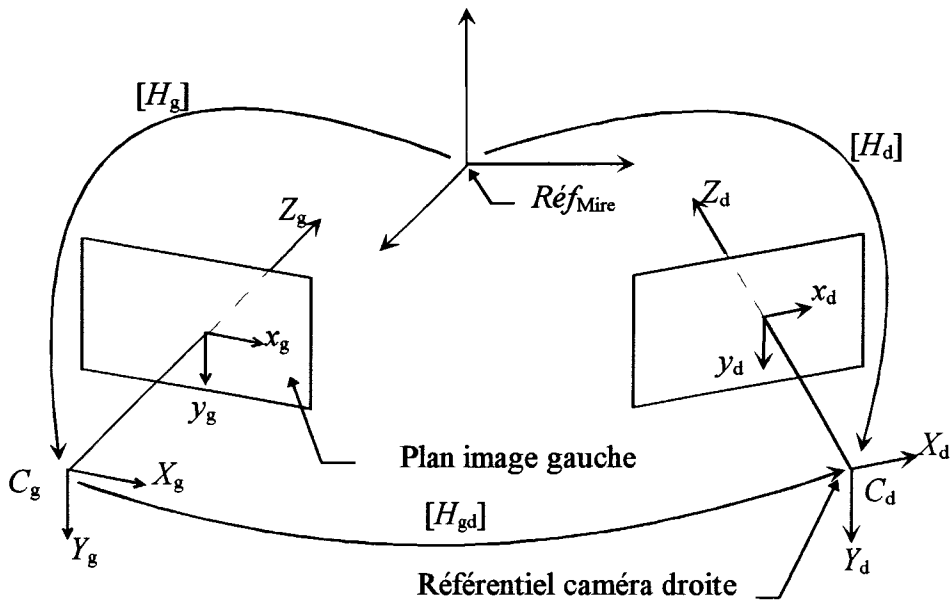 [H_g]
[H_d]
Réf_Mire
Z_g
Z_d
x_g
x_d
y_g
y_d
Plan image gauche
X_d
C_g
X_g
C_d
[H_gd]
Y_g
Y_d
Référentiel caméra droite